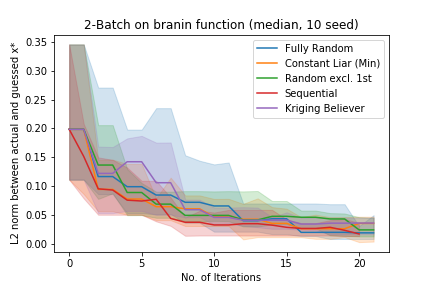 2-Batch on branin function (median, 10 seed)
L2 norm between actual and guessed x*
0.35
0.30
0.25
0.20
0.15
0.10
0.05
0.00
Fully Random
Constant Liar (Min)
Random excl. 1st
Sequential
Kriging Believer
0 5 10 15 20
No. of Iterations